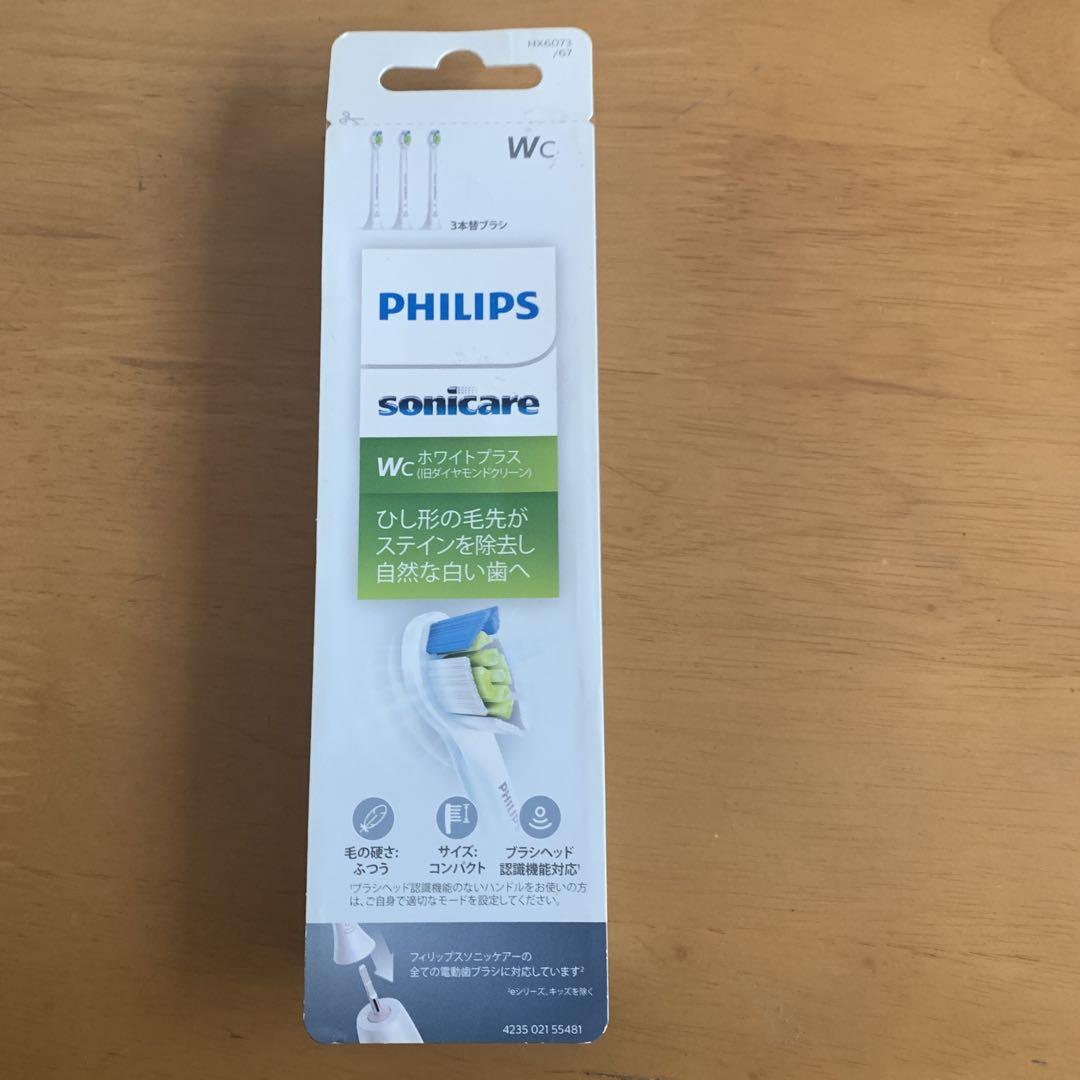 HX6073
/67
Wc
3本替ブラシ
PHILIPS
sonicare
Wc ホワイトプラス
(旧ダイヤモンドクリーン)
ひし形の毛先が
ステインを除去し
自然な白い歯へ
PHILIPS
毛の硬さ:
ふつう
サイズ:
コンパクト
ブラシヘッド
認識機能対応¹
¹ブラシヘッド認識機能のないハンドルをお使いの方
は、ご自身で適切なモードを設定してください。
フィリップスソニッケアーの
全ての電動歯ブラシに対応しています²
²eシリーズ、キッズを除く
4235 021 55481